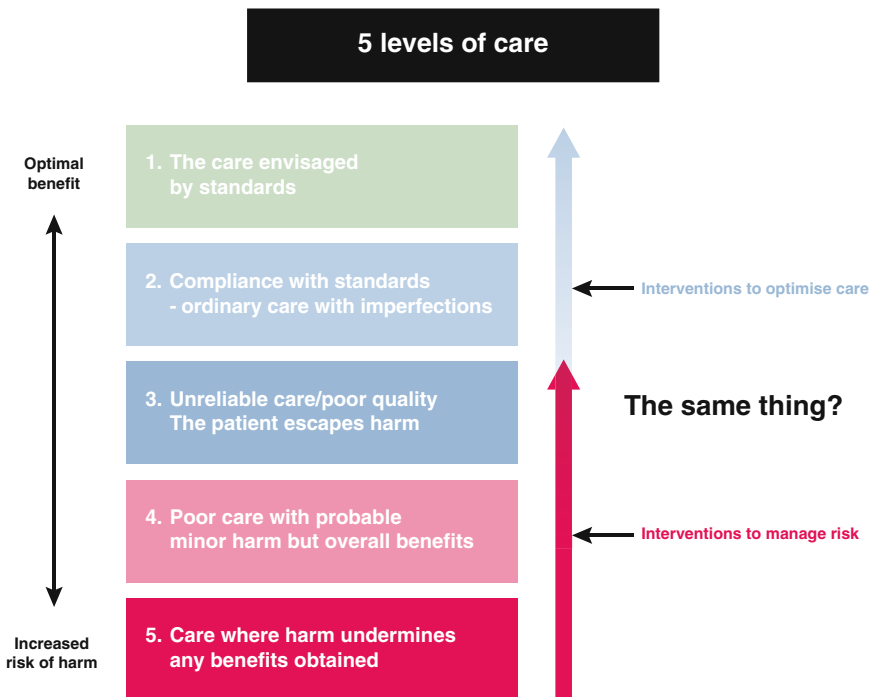 5 levels of care
Optimal
benefit
1. The care envisaged
by standards
2. Compliance with standards
- ordinary care with imperfections
Interventions to optimise care
3. Unreliable care/poor quality
The patient escapes harm
The same thing?
4. Poor care with probable
minor harm but overall benefits
Interventions to manage risk
5. Care where harm undermines
any benefits obtained
Increased
risk of harm